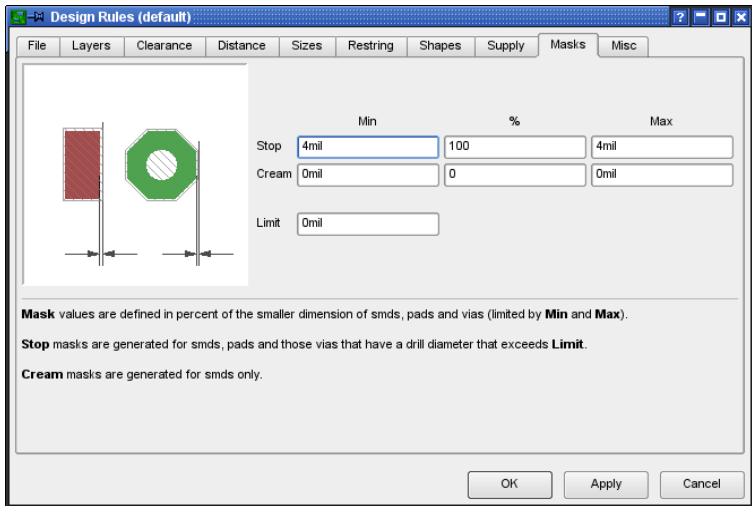 Design Rules (default)
File Layers Clearance Distance Sizes Restring Shapes Supply Masks Misc
Min % Max
Stop 4mil 100 4mil
Cream 0mil 0 0mil
Limit 0mil
Mask values are defined in percent of the smaller dimension of smds, pads and vias (limited by Min and Max).
Stop masks are generated for smds, pads and those vias that have a drill diameter that exceeds Limit.
Cream masks are generated for smds only.
OK Apply Cancel